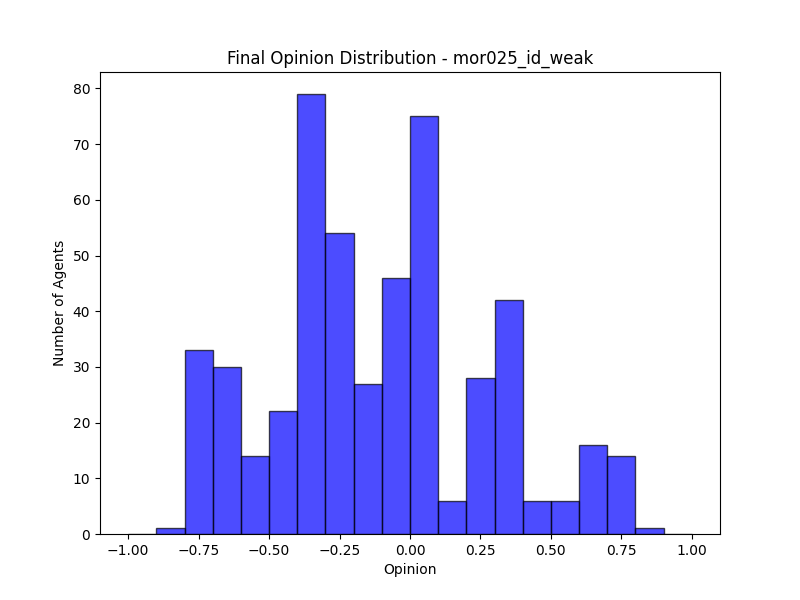 Final Opinion Distribution - mor025_id_weak
80
70
60
50
40
30
20
10
0
Number of Agents
−1.00 −0.75 −0.50 −0.25 0.00 0.25 0.50 0.75 1.00
Opinion